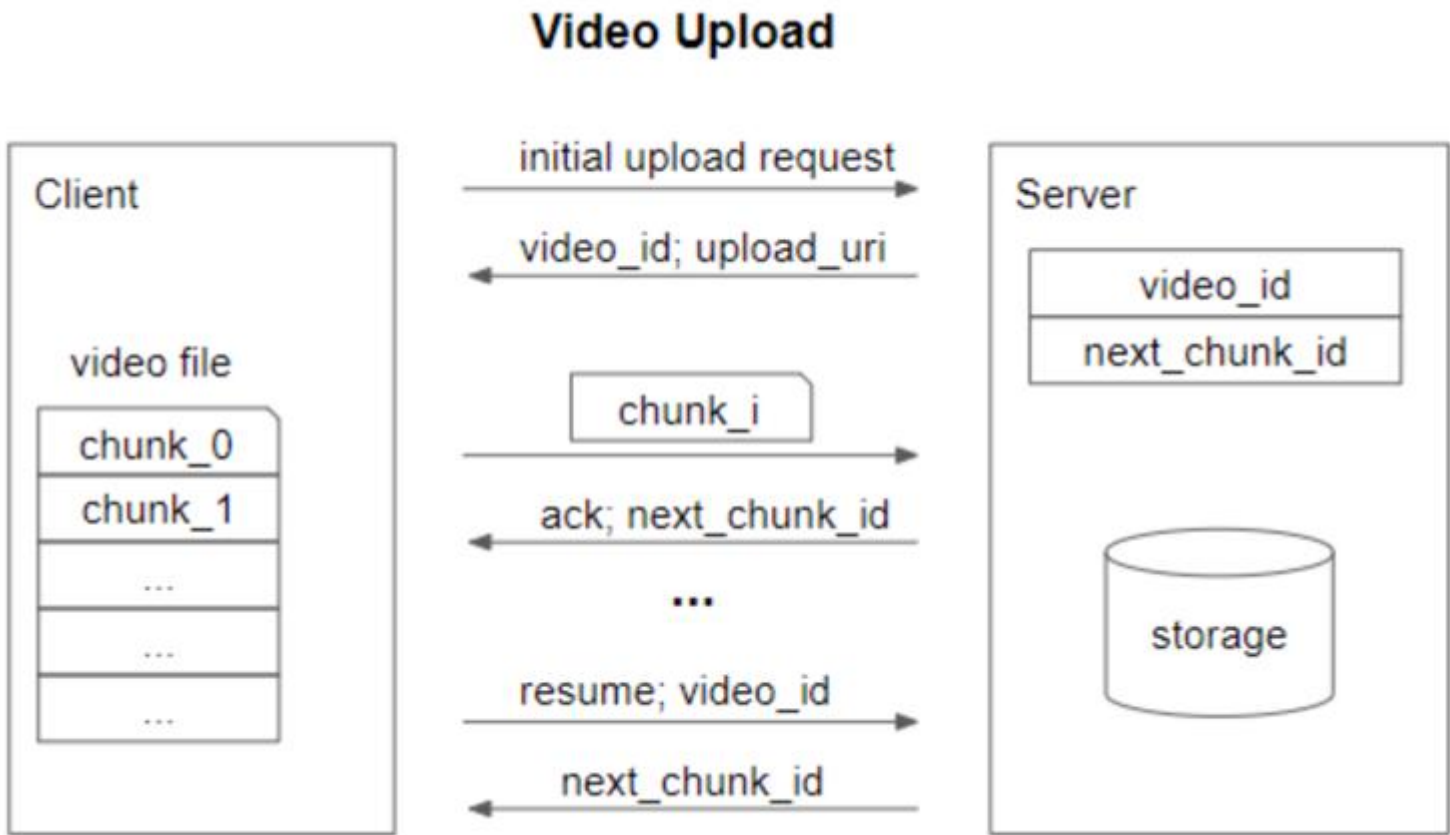 Video Upload
Client
video file
chunk_0
chunk_1
...
...
...
initial upload request
video_id; upload_uri
chunk_i
ack; next_chunk_id
...
resume; video_id
next_chunk_id
Server
video_id
next_chunk_id
storage